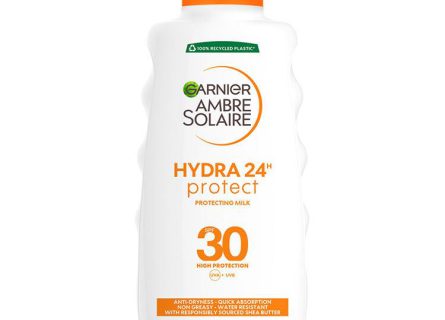 100% RECYCLED PLASTIC*
GARNIER
AMBRE
SOLAIRE
HYDRA 24H
protect
PROTECTING MILK
SPF
30
HIGH PROTECTION
UVA + UVB
ANTI-DRYNESS - QUICK ABSORPTION
NON GREASY - WATER RESISTANT
WITH RESPONSIBLY SOURCED SHEA BUTTER